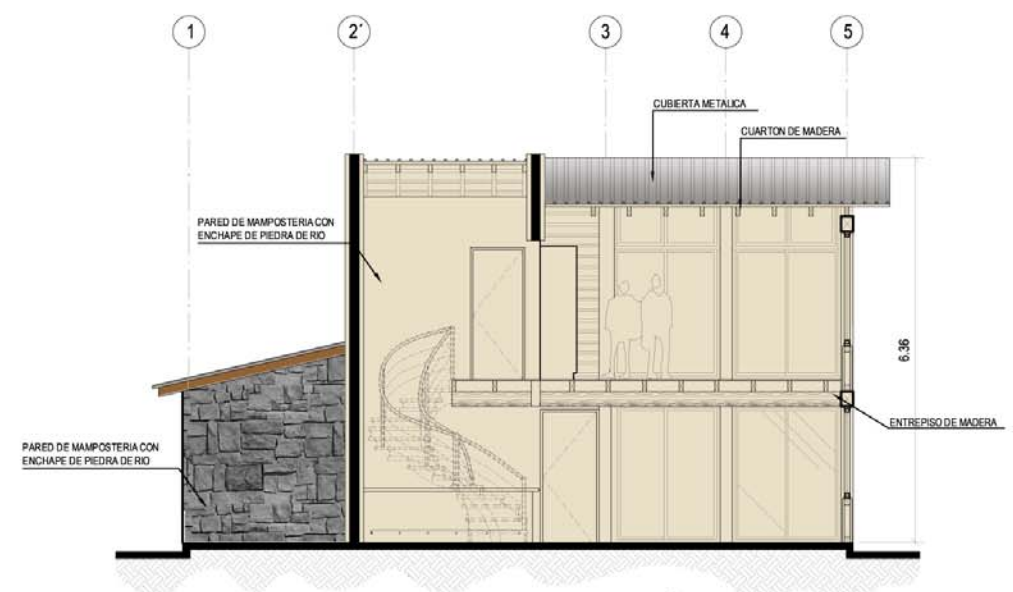 1
2´
3
4
5
CUBIERTA METALICA
CUARTON DE MADERA
PARED DE MAMPOSTERIA CON
ENCHAPE DE PIEDRA DE RIO
6.36
ENTREPISO DE MADERA
PARED DE MAMPOSTERIA CON
ENCHAPE DE PIEDRA DE RIO